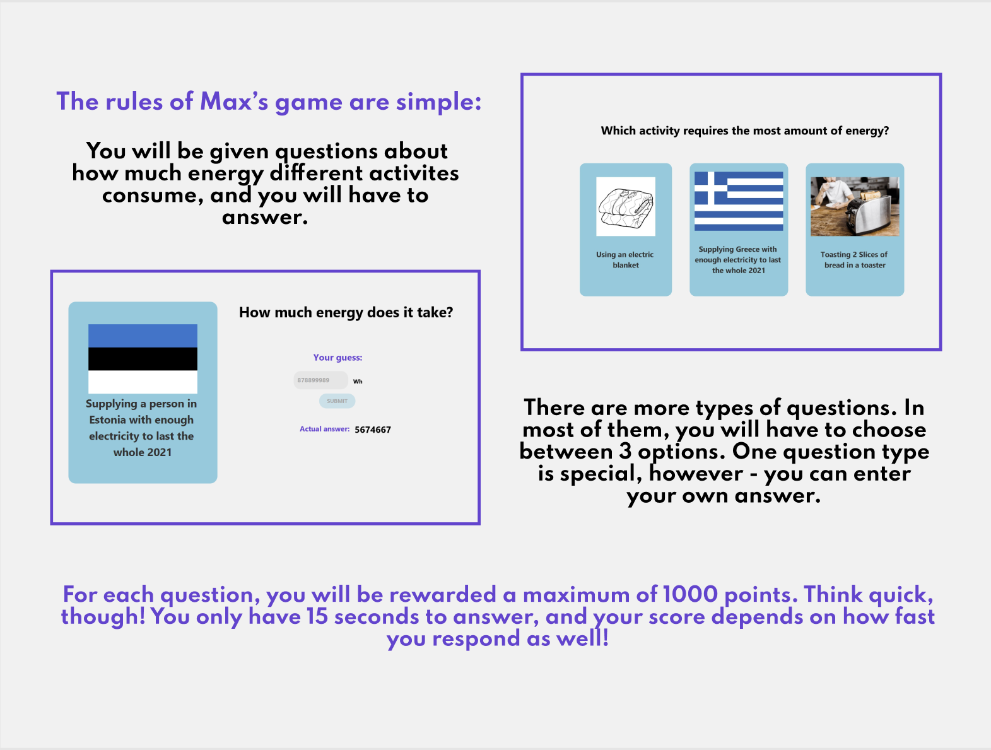 The rules of Max's game are simple:
You will be given questions about
how much energy different activites
consume, and you will have to
answer.
Which activity requires the most amount of energy?
Using an electric
blanket
Supplying Greece with
enough electricity to last
the whole 2021
Toasting 2 Slices of
bread in a toaster
How much energy does it take?
Supplying a person in
Estonia with enough
electricity to last the
whole 2021
Your guess:
678899988 Wh
SUBMIT
Actual answer: 5674667
There are more types of questions. In
most of them, you will have to choose
between 3 options. One question type
is special, however - you can enter
your own answer.
For each question, you will be rewarded a maximum of 1000 points. Think quick,
though! You only have 15 seconds to answer, and your score depends on how fast
you respond as well!